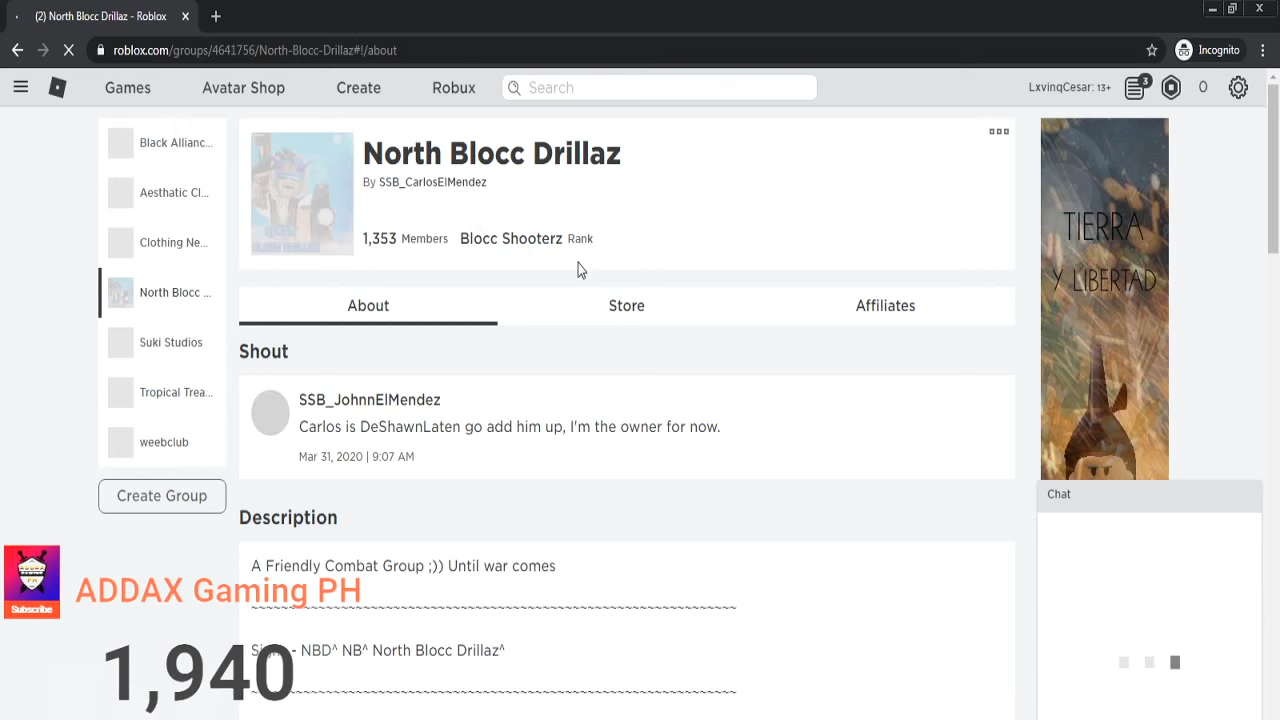 (2) North Blocc Drillaz - Roblox
roblox.com/groups/4641756/North-Blocc-Drillaz#!/about
Incognito
Games
Avatar Shop
Create
Robux
Search
LxvinqCesar: 13+
3
0
Black Allianc...
Aesthatic Cl...
Clothing Ne...
North Blocc ...
Suki Studios
Tropical Trea...
weebclub
Create Group
North Blocc Drillaz
By SSB_CarlosElMendez
1,353 Members Blocc Shooterz Rank
About
Store
Affiliates
Shout
SSB_JohnnElMendez
Carlos is DeShawnLaten go add him up, I'm the owner for now.
Mar 31, 2020 | 9:07 AM
Description
A Friendly Combat Group ;)) Until war comes
~~~~~~~~~~~~~~~~~~~~~~~~~~~~~~~~~~~~~~~~~~~~~~~~~~~~~~~~~
- NBD^ NB^ North Blocc Drillaz^
~~~~~~~~~~~~~~~~~~~~~~~~~~~~~~~~~~~~~~~~~~~~~~~~~~~~~~~~~
TIERRA
Y LIBERTAD
Chat
Subscribe
ADDAX Gaming PH
1,940